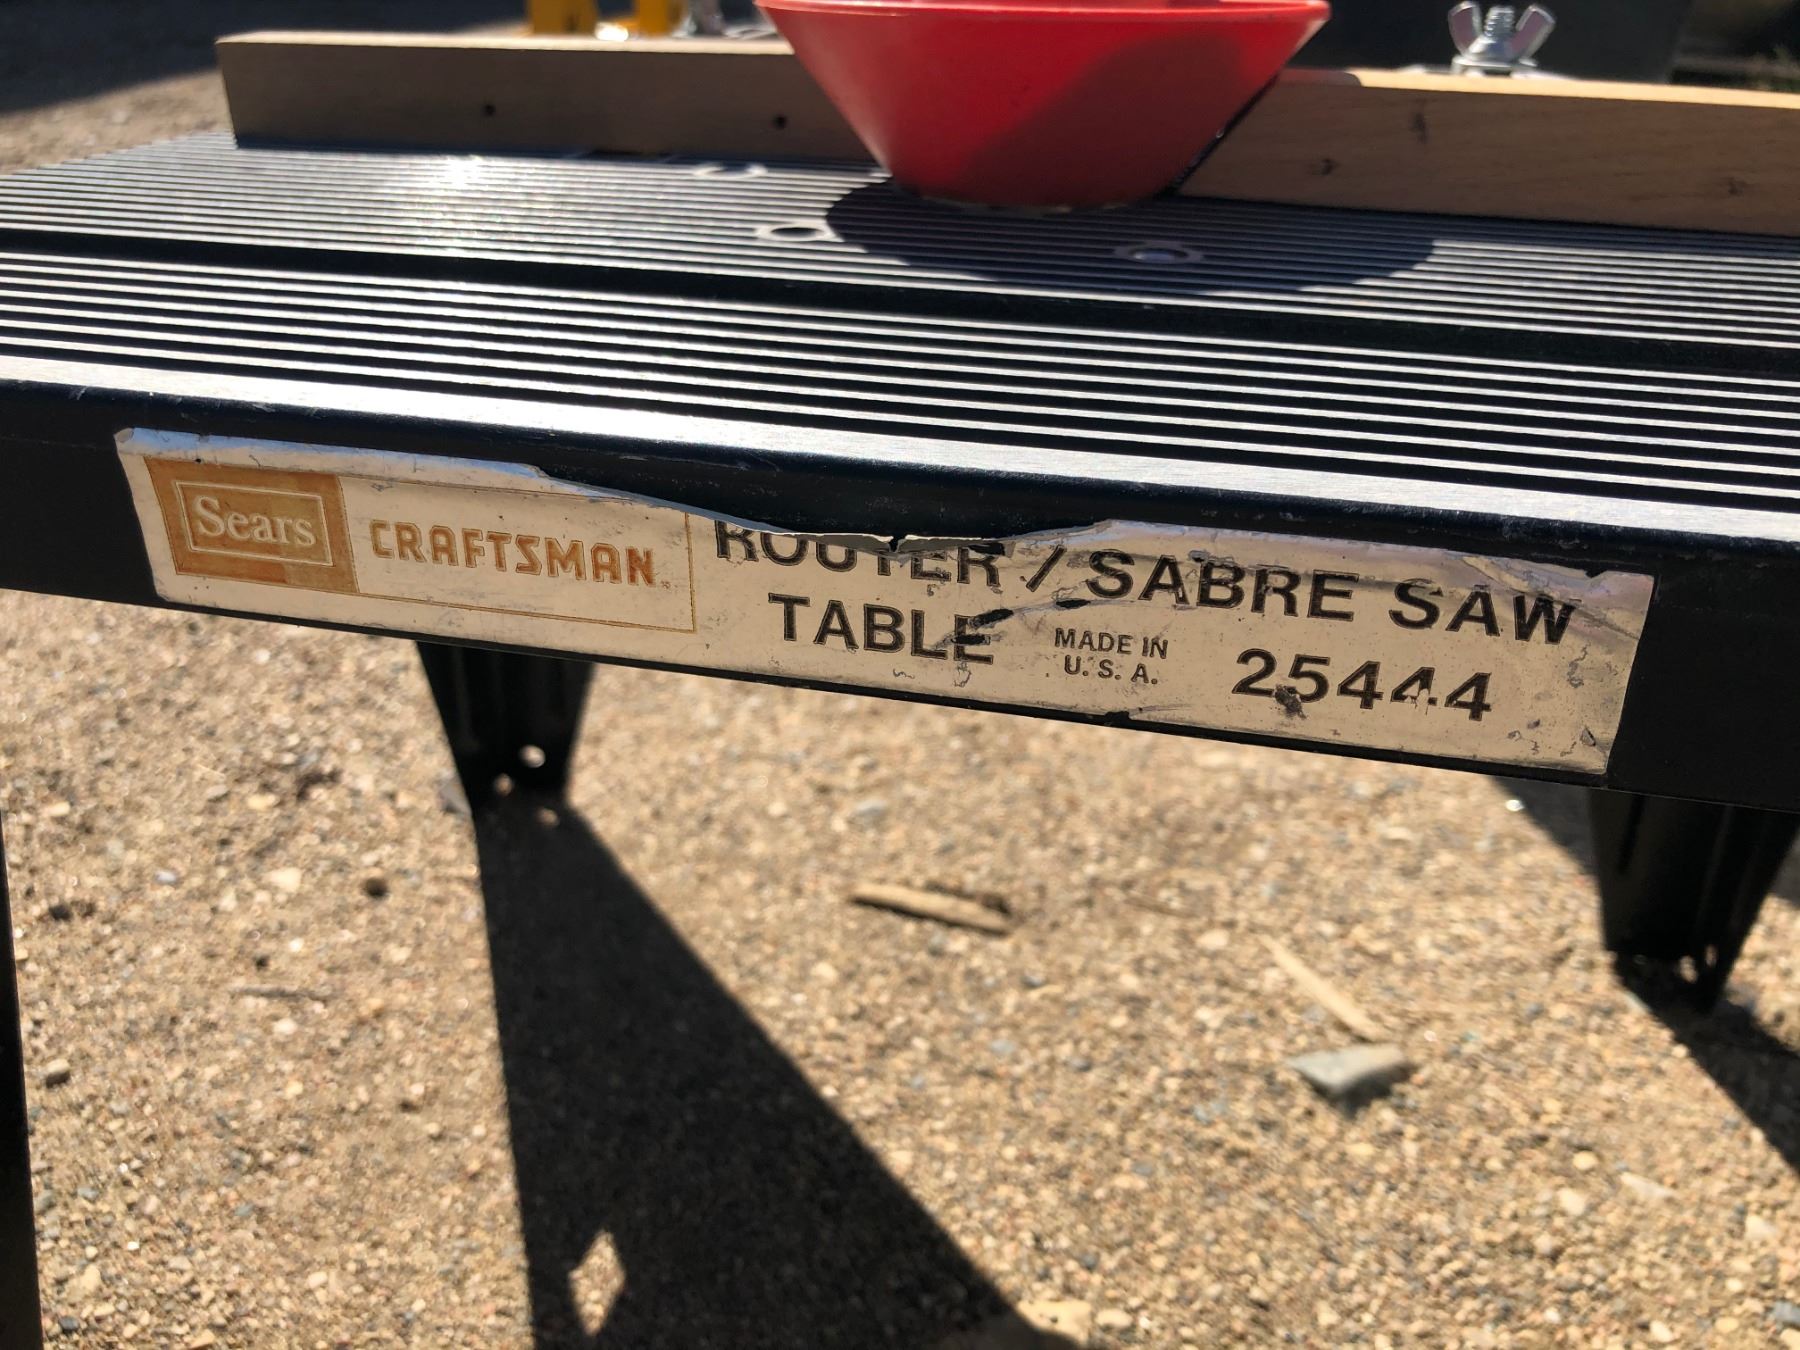 Sears CRAFTSMAN ROUTER / SABRE SAW
TABLE MADE IN
U. S. A. 25444